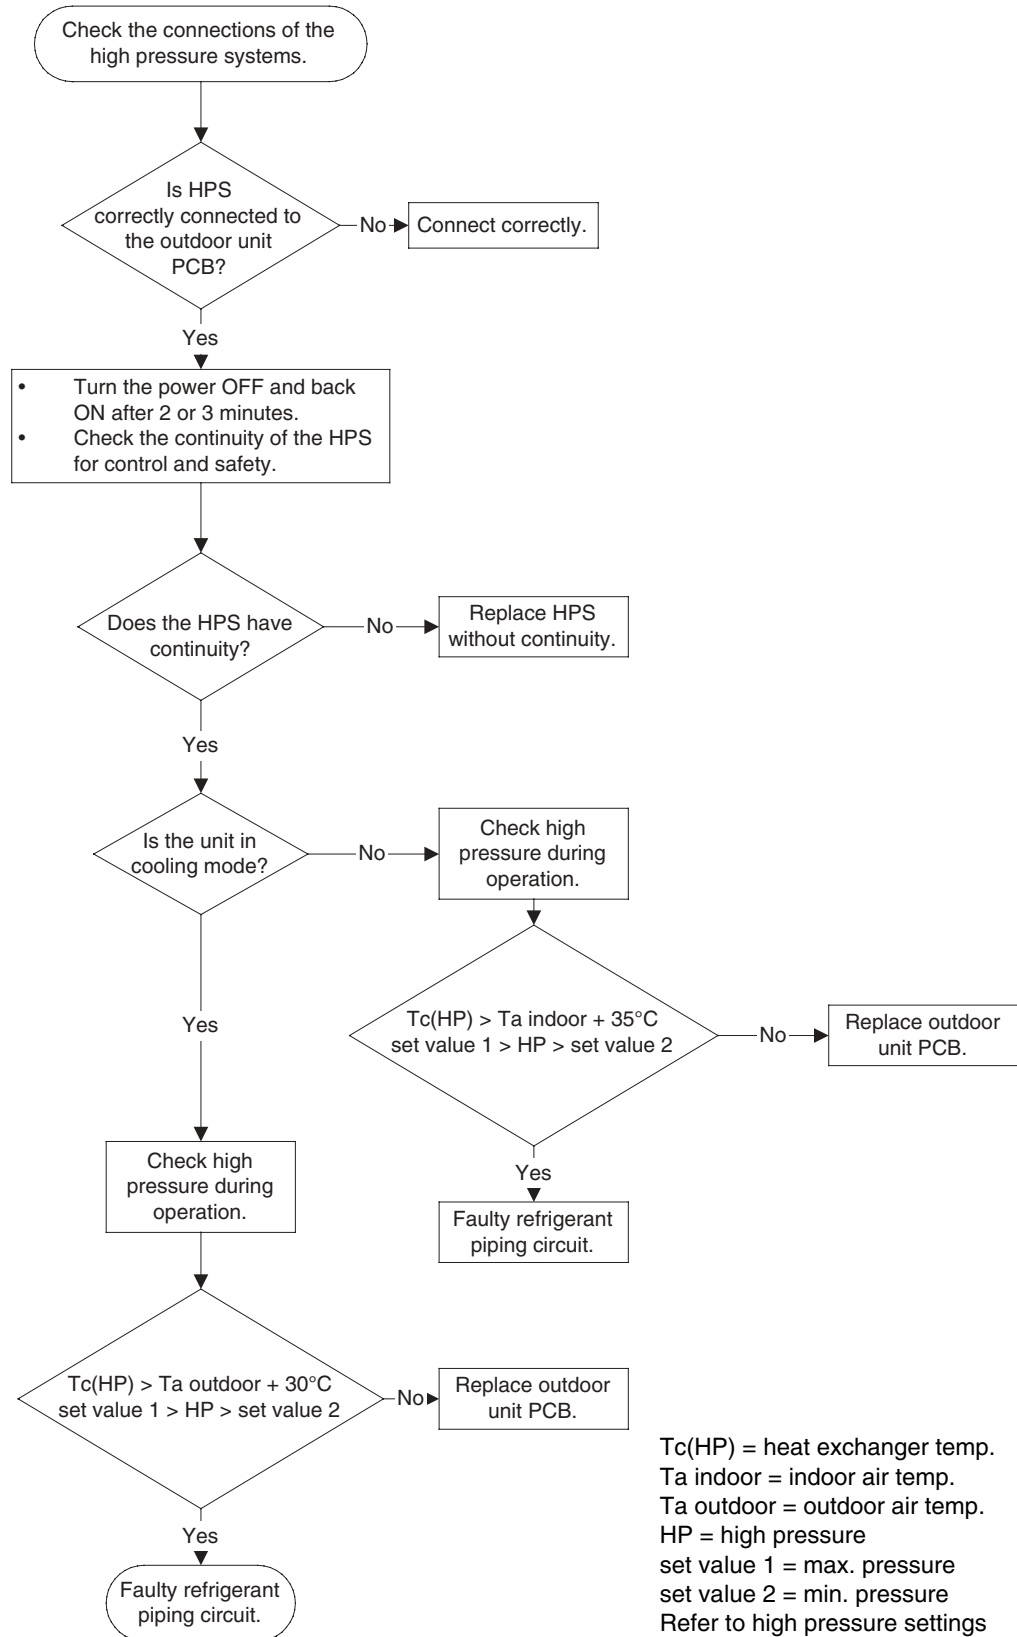 Check the connections of the
high pressure systems.
Is HPS
correctly connected to
the outdoor unit
PCB?
No
Connect correctly.
Yes
• Turn the power OFF and back
ON after 2 or 3 minutes.
• Check the continuity of the HPS
for control and safety.
Does the HPS have
continuity?
No
Replace HPS
without continuity.
Yes
Is the unit in
cooling mode?
No
Check high
pressure during
operation.
Tc(HP) > Ta indoor + 35°C
set value 1 > HP > set value 2
No
Replace outdoor
unit PCB.
Yes
Faulty refrigerant
piping circuit.
Yes
Check high
pressure during
operation.
Tc(HP) > Ta outdoor + 30°C
set value 1 > HP > set value 2
No
Replace outdoor
unit PCB.
Yes
Faulty refrigerant
piping circuit.
Tc(HP) = heat exchanger temp.
Ta indoor = indoor air temp.
Ta outdoor = outdoor air temp.
HP = high pressure
set value 1 = max. pressure
set value 2 = min. pressure
Refer to high pressure settings